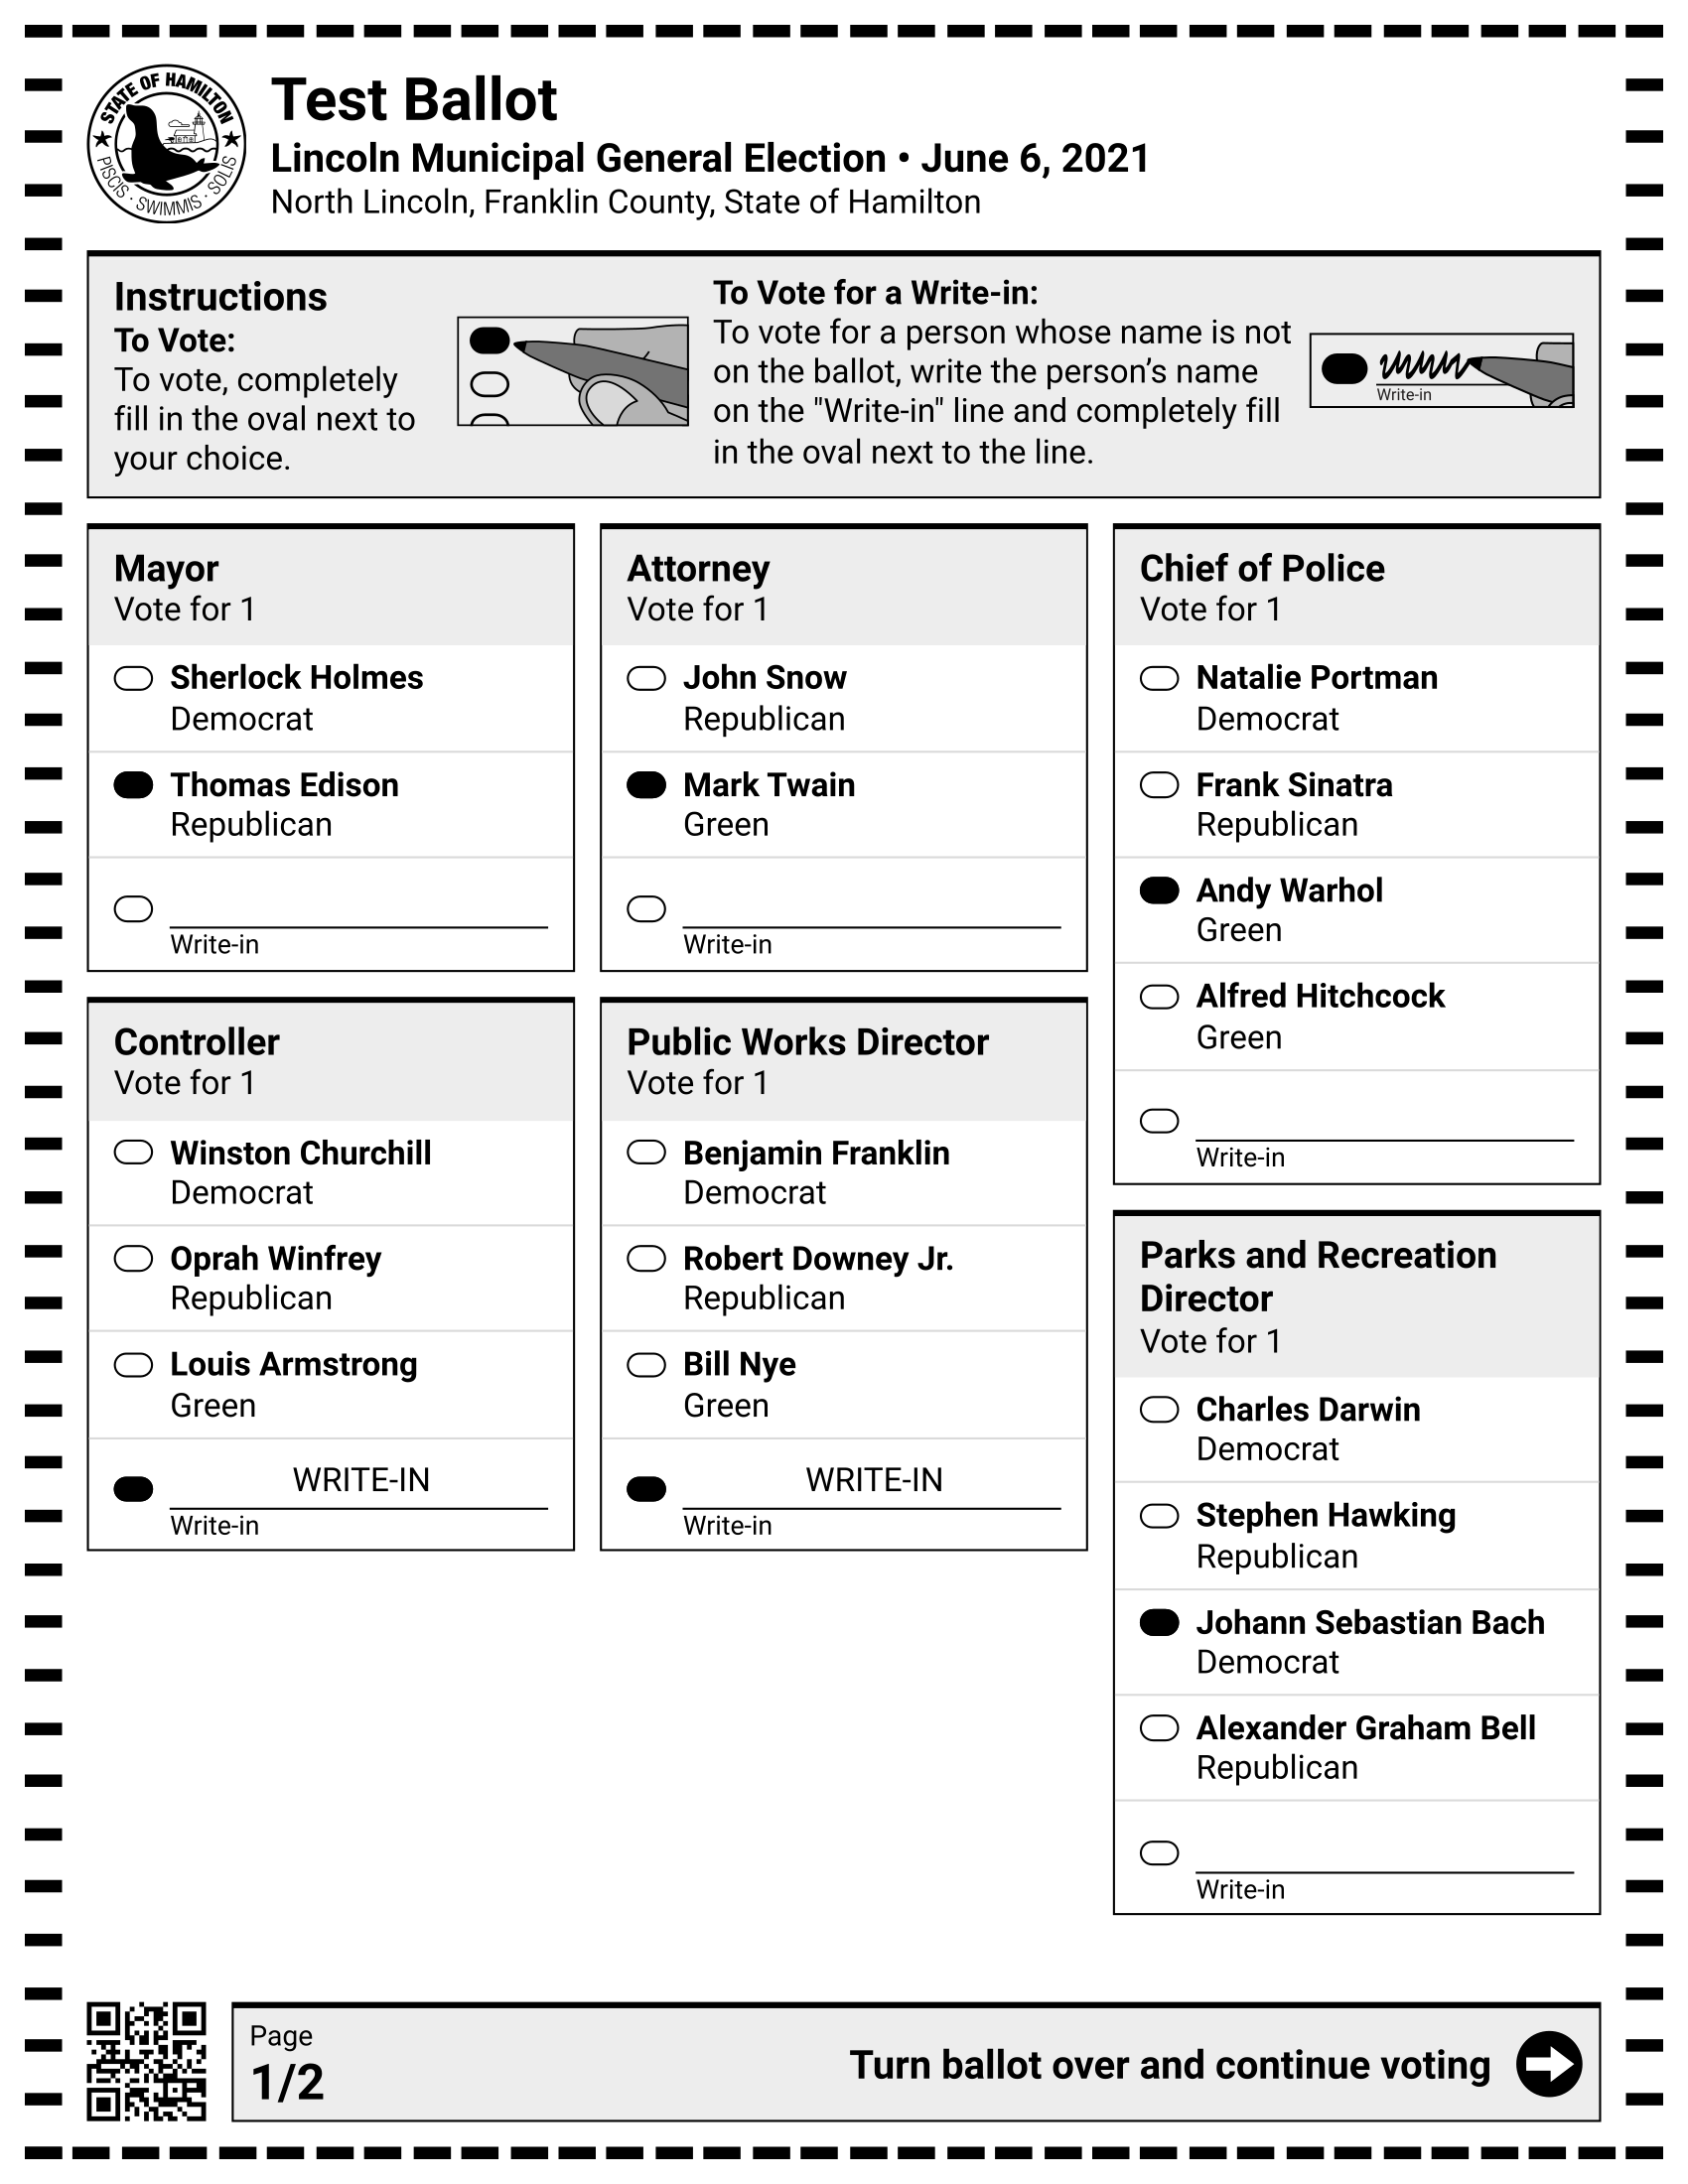 STATE OF HAMILTON
PISCIS · SWIMMIS · SOLIS
Test Ballot
Lincoln Municipal General Election • June 6, 2021
North Lincoln, Franklin County, State of Hamilton
Instructions
To Vote:
To vote, completely
fill in the oval next to
your choice.
To Vote for a Write-in:
To vote for a person whose name is not
on the ballot, write the person’s name
on the "Write-in" line and completely fill
in the oval next to the line.
Write-in
Mayor
Vote for 1
Sherlock Holmes
Democrat
Thomas Edison
Republican
Write-in
Controller
Vote for 1
Winston Churchill
Democrat
Oprah Winfrey
Republican
Louis Armstrong
Green
WRITE-IN
Write-in
Attorney
Vote for 1
John Snow
Republican
Mark Twain
Green
Write-in
Public Works Director
Vote for 1
Benjamin Franklin
Democrat
Robert Downey Jr.
Republican
Bill Nye
Green
WRITE-IN
Write-in
Chief of Police
Vote for 1
Natalie Portman
Democrat
Frank Sinatra
Republican
Andy Warhol
Green
Alfred Hitchcock
Green
Write-in
Parks and Recreation
Director
Vote for 1
Charles Darwin
Democrat
Stephen Hawking
Republican
Johann Sebastian Bach
Democrat
Alexander Graham Bell
Republican
Write-in
Page
1/2
Turn ballot over and continue voting